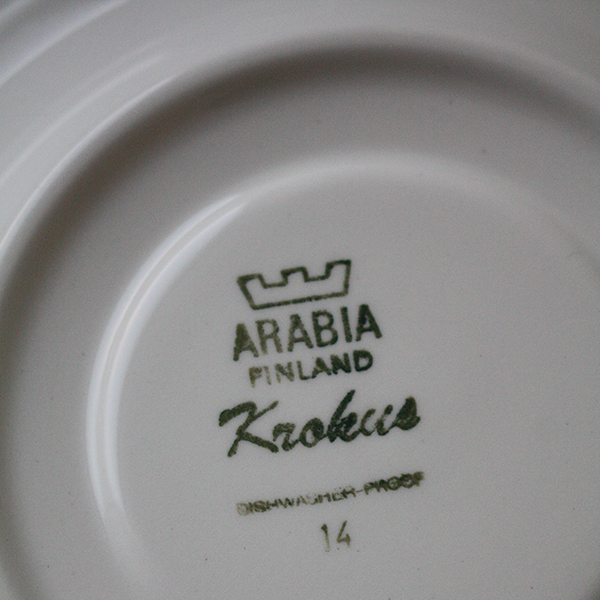 ARABIA
FINLAND
Krokus
DISHWASHER-PROOF
14